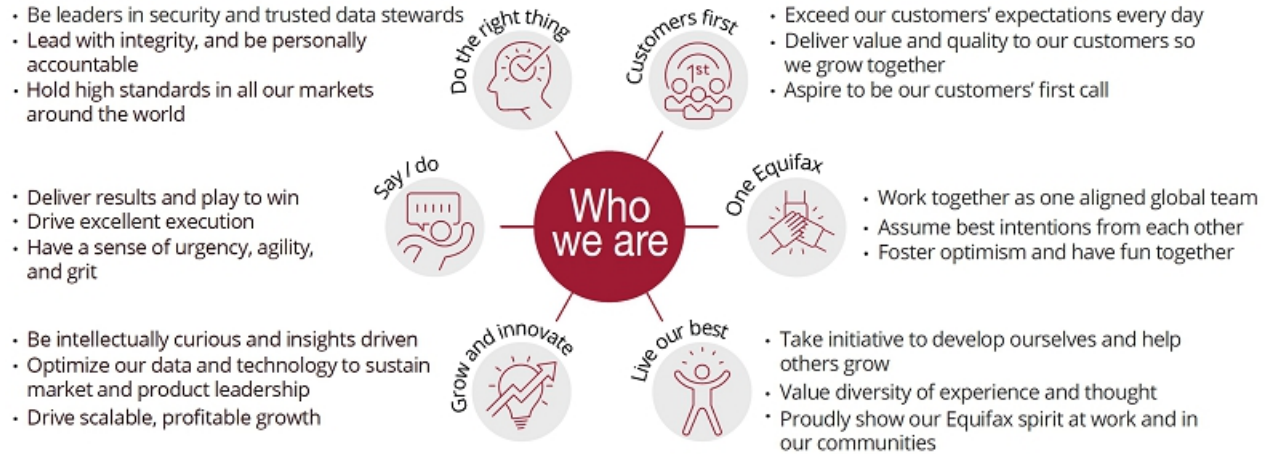 Do the right thing
• Be leaders in security and trusted data stewards
• Lead with integrity, and be personally
accountable
• Hold high standards in all our markets
around the world
Customers first
1st
• Exceed our customers' expectations every day
• Deliver value and quality to our customers so
we grow together
• Aspire to be our customers' first call
Say / do
• Deliver results and play to win
• Drive excellent execution
• Have a sense of urgency, agility,
and grit
Who
we are
One Equifax
• Work together as one aligned global team
• Assume best intentions from each other
• Foster optimism and have fun together
Grow and innovate
• Be intellectually curious and insights driven
• Optimize our data and technology to sustain
market and product leadership
• Drive scalable, profitable growth
Live our best
• Take initiative to develop ourselves and help
others grow
• Value diversity of experience and thought
• Proudly show our Equifax spirit at work and in
our communities